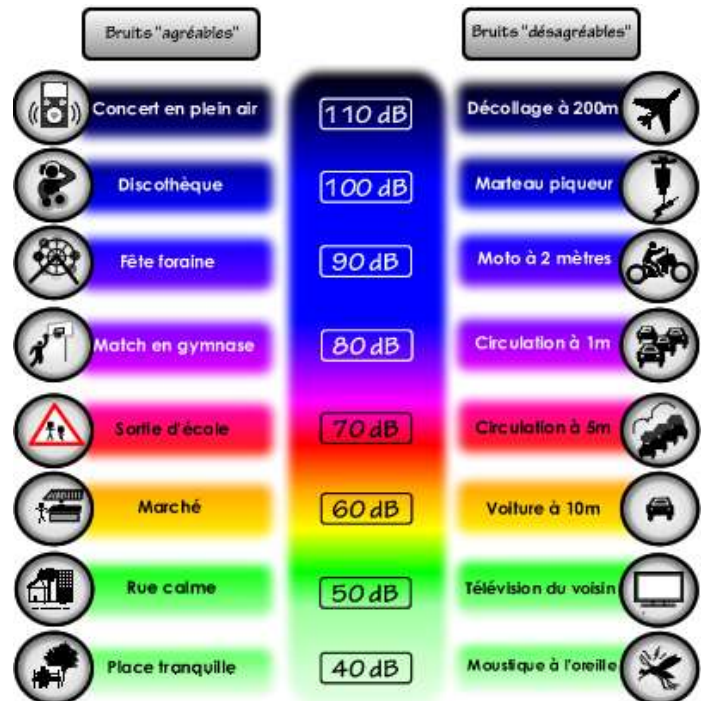 Bruits "agréables"
Bruits "désagréables"
Concert en plein air
110 dB
Décollage à 200m
Discothèque
100 dB
Marteau piqueur
Fête foraine
90 dB
Moto à 2 mètres
Match en gymnase
80 dB
Circulation à 1m
Sortie d'école
70 dB
Circulation à 5m
Marché
60 dB
Voiture à 10m
Rue calme
50 dB
Télévision du voisin
Place tranquille
40 dB
Moustique à l'oreille